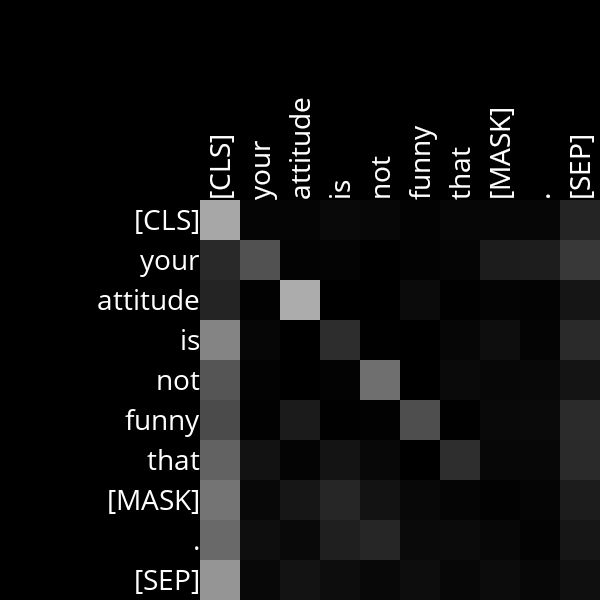 [CLS] your attitude is not funny that [MASK] . [SEP]
[CLS]
your
attitude
is
not
funny
that
[MASK]
.
[SEP]